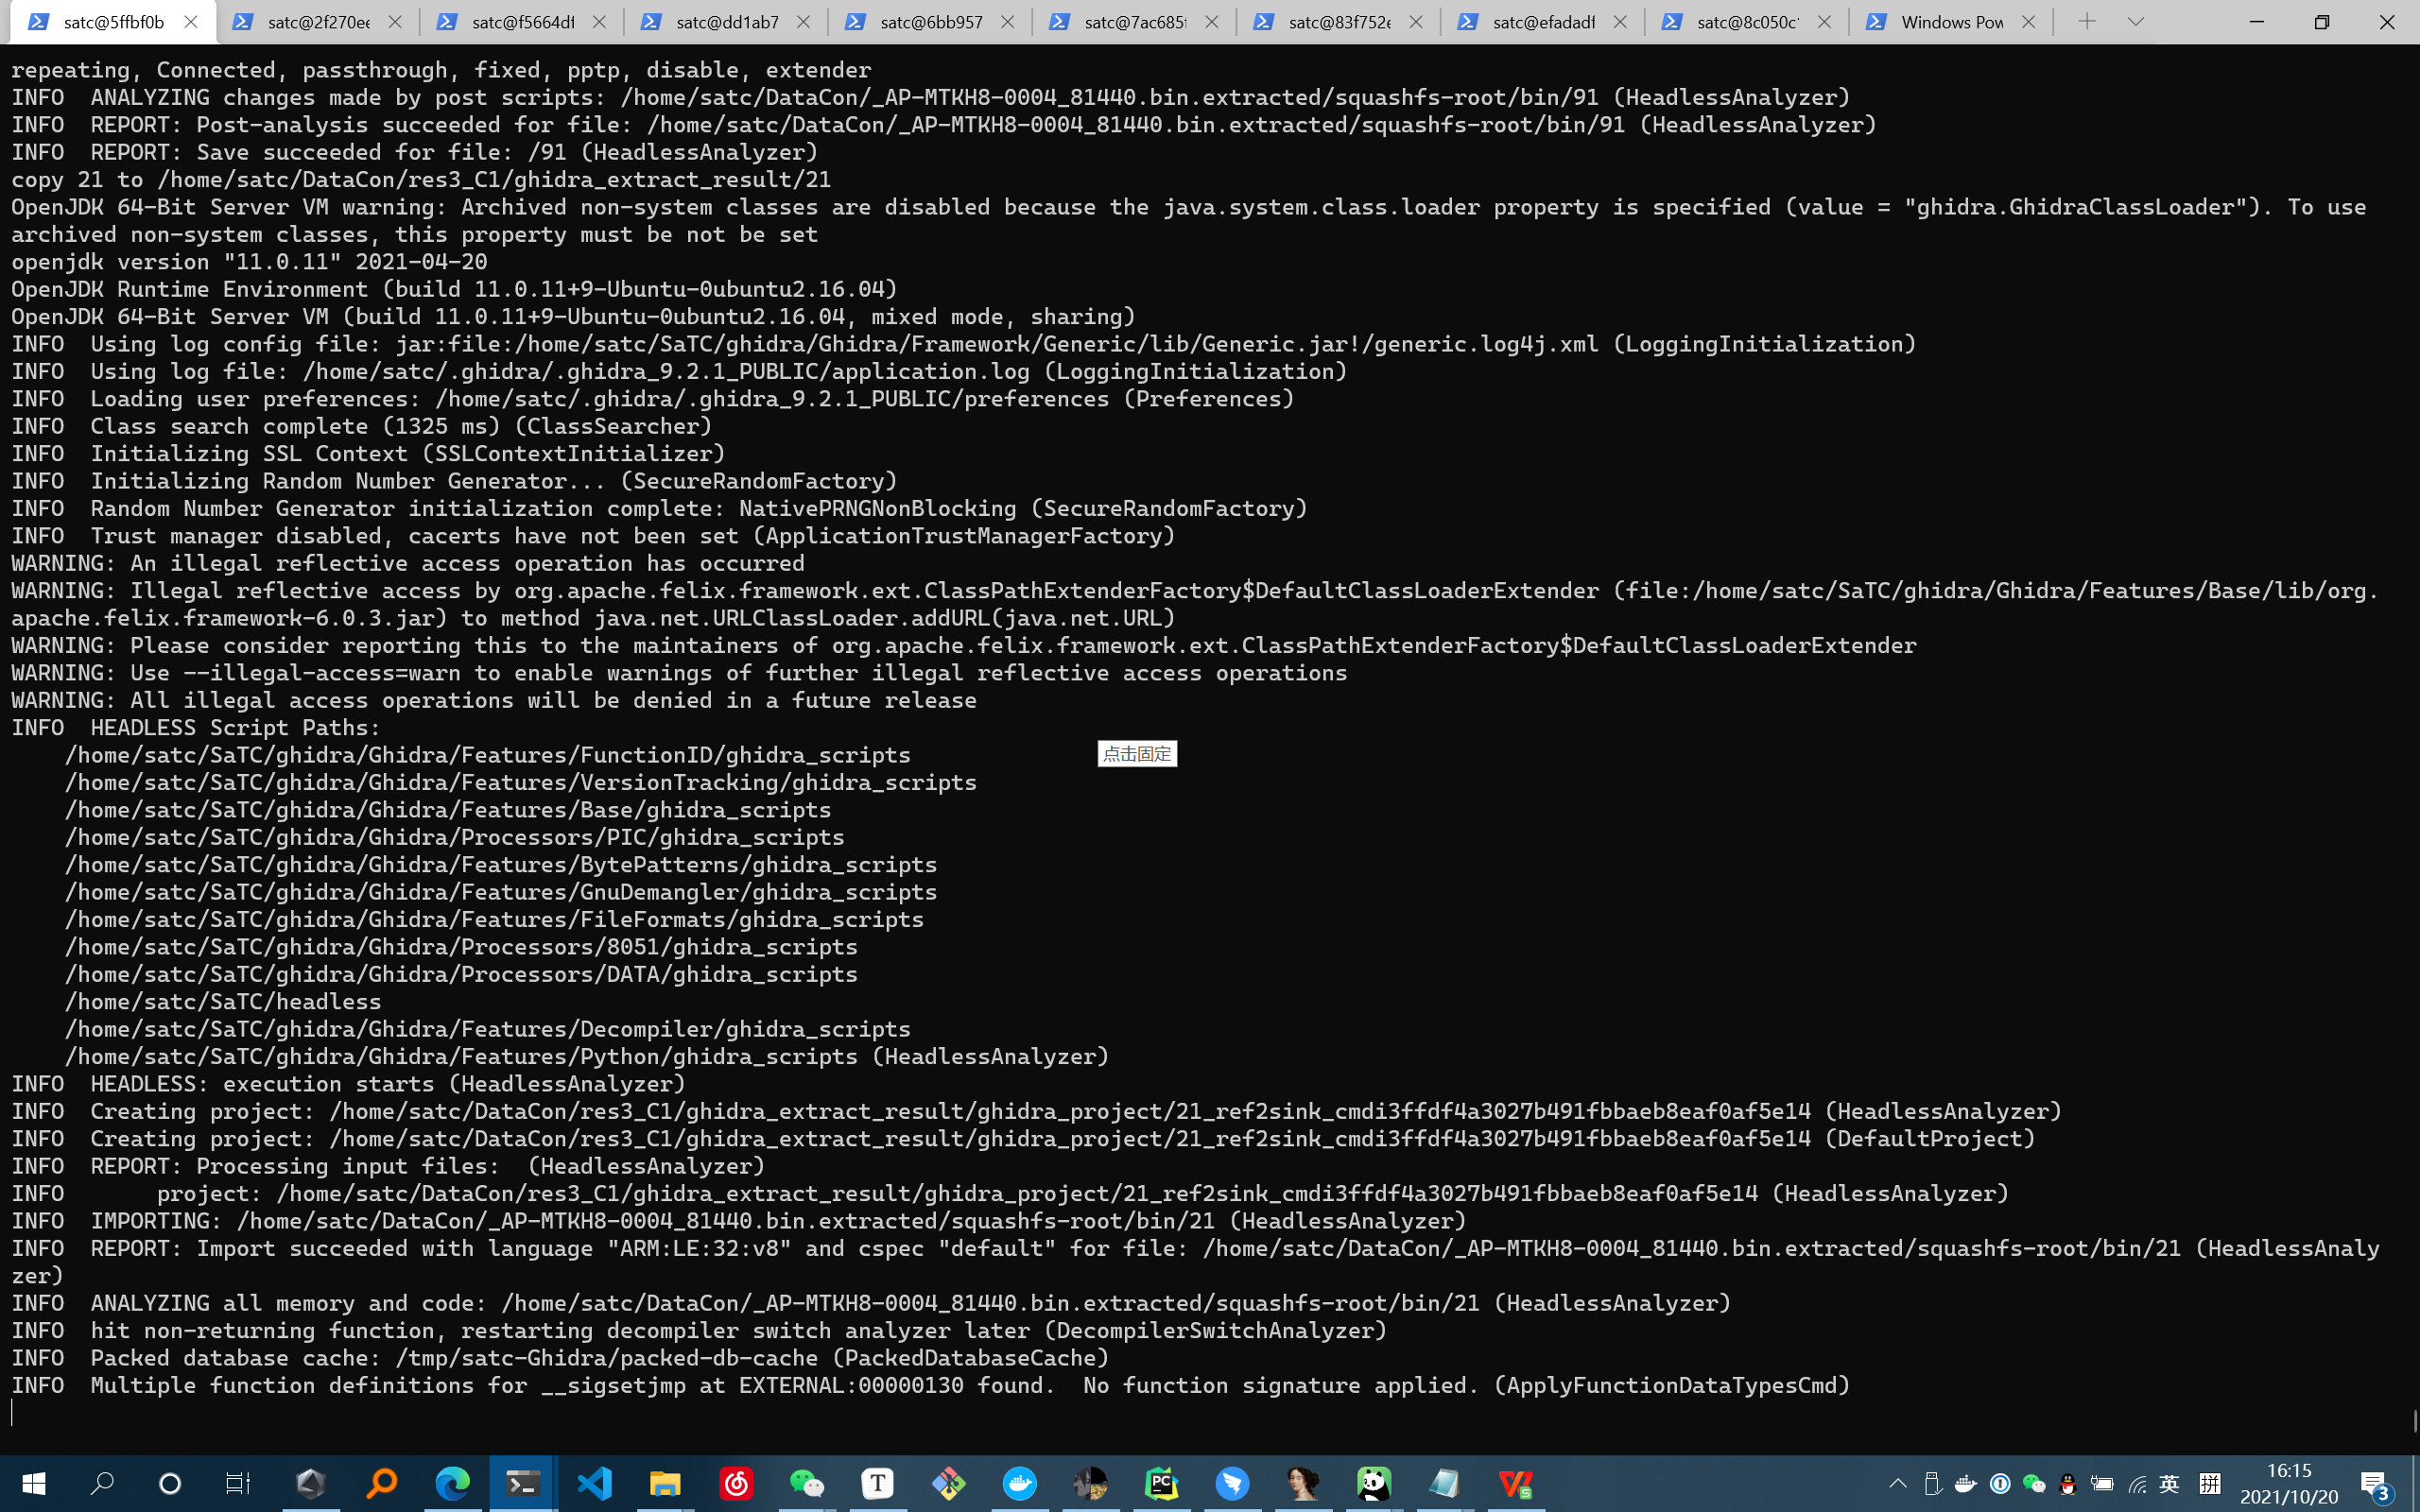 satc@5ffbf0b
satc@2f270ee
satc@f5664df
satc@dd1ab7
satc@6bb957
satc@7ac685f
satc@83f752e
satc@efadadf
satc@8c050c1
Windows Pow
repeating, Connected, passthrough, fixed, pptp, disable, extender
INFO  ANALYZING changes made by post scripts: /home/satc/DataCon/_AP-MTKH8-0004_81440.bin.extracted/squashfs-root/bin/91 (HeadlessAnalyzer)
INFO  REPORT: Post-analysis succeeded for file: /home/satc/DataCon/_AP-MTKH8-0004_81440.bin.extracted/squashfs-root/bin/91 (HeadlessAnalyzer)
INFO  REPORT: Save succeeded for file: /91 (HeadlessAnalyzer)
copy 21 to /home/satc/DataCon/res3_C1/ghidra_extract_result/21
OpenJDK 64-Bit Server VM warning: Archived non-system classes are disabled because the java.system.class.loader property is specified (value = "ghidra.GhidraClassLoader"). To use
archived non-system classes, this property must be not be set
openjdk version "11.0.11" 2021-04-20
OpenJDK Runtime Environment (build 11.0.11+9-Ubuntu-0ubuntu2.16.04)
OpenJDK 64-Bit Server VM (build 11.0.11+9-Ubuntu-0ubuntu2.16.04, mixed mode, sharing)
INFO  Using log config file: jar:file:/home/satc/SaTC/ghidra/Ghidra/Framework/Generic/lib/Generic.jar!/generic.log4j.xml (LoggingInitialization)
INFO  Using log file: /home/satc/.ghidra/.ghidra_9.2.1_PUBLIC/application.log (LoggingInitialization)
INFO  Loading user preferences: /home/satc/.ghidra/.ghidra_9.2.1_PUBLIC/preferences (Preferences)
INFO  Class search complete (1325 ms) (ClassSearcher)
INFO  Initializing SSL Context (SSLContextInitializer)
INFO  Initializing Random Number Generator... (SecureRandomFactory)
INFO  Random Number Generator initialization complete: NativePRNGNonBlocking (SecureRandomFactory)
INFO  Trust manager disabled, cacerts have not been set (ApplicationTrustManagerFactory)
WARNING: An illegal reflective access operation has occurred
WARNING: Illegal reflective access by org.apache.felix.framework.ext.ClassPathExtenderFactory$DefaultClassLoaderExtender (file:/home/satc/SaTC/ghidra/Ghidra/Features/Base/lib/org.
apache.felix.framework-6.0.3.jar) to method java.net.URLClassLoader.addURL(java.net.URL)
WARNING: Please consider reporting this to the maintainers of org.apache.felix.framework.ext.ClassPathExtenderFactory$DefaultClassLoaderExtender
WARNING: Use --illegal-access=warn to enable warnings of further illegal reflective access operations
WARNING: All illegal access operations will be denied in a future release
INFO  HEADLESS Script Paths:
    /home/satc/SaTC/ghidra/Ghidra/Features/FunctionID/ghidra_scripts
点击固定
    /home/satc/SaTC/ghidra/Ghidra/Features/VersionTracking/ghidra_scripts
    /home/satc/SaTC/ghidra/Ghidra/Features/Base/ghidra_scripts
    /home/satc/SaTC/ghidra/Ghidra/Processors/PIC/ghidra_scripts
    /home/satc/SaTC/ghidra/Ghidra/Features/BytePatterns/ghidra_scripts
    /home/satc/SaTC/ghidra/Ghidra/Features/GnuDemangler/ghidra_scripts
    /home/satc/SaTC/ghidra/Ghidra/Features/FileFormats/ghidra_scripts
    /home/satc/SaTC/ghidra/Ghidra/Processors/8051/ghidra_scripts
    /home/satc/SaTC/ghidra/Ghidra/Processors/DATA/ghidra_scripts
    /home/satc/SaTC/headless
    /home/satc/SaTC/ghidra/Ghidra/Features/Decompiler/ghidra_scripts
    /home/satc/SaTC/ghidra/Ghidra/Features/Python/ghidra_scripts (HeadlessAnalyzer)
INFO  HEADLESS: execution starts (HeadlessAnalyzer)
INFO  Creating project: /home/satc/DataCon/res3_C1/ghidra_extract_result/ghidra_project/21_ref2sink_cmdi3ffdf4a3027b491fbbaeb8eaf0af5e14 (HeadlessAnalyzer)
INFO  Creating project: /home/satc/DataCon/res3_C1/ghidra_extract_result/ghidra_project/21_ref2sink_cmdi3ffdf4a3027b491fbbaeb8eaf0af5e14 (DefaultProject)
INFO  REPORT: Processing input files:  (HeadlessAnalyzer)
INFO       project: /home/satc/DataCon/res3_C1/ghidra_extract_result/ghidra_project/21_ref2sink_cmdi3ffdf4a3027b491fbbaeb8eaf0af5e14 (HeadlessAnalyzer)
INFO  IMPORTING: /home/satc/DataCon/_AP-MTKH8-0004_81440.bin.extracted/squashfs-root/bin/21 (HeadlessAnalyzer)
INFO  REPORT: Import succeeded with language "ARM:LE:32:v8" and cspec "default" for file: /home/satc/DataCon/_AP-MTKH8-0004_81440.bin.extracted/squashfs-root/bin/21 (HeadlessAnaly
zer)
INFO  ANALYZING all memory and code: /home/satc/DataCon/_AP-MTKH8-0004_81440.bin.extracted/squashfs-root/bin/21 (HeadlessAnalyzer)
INFO  hit non-returning function, restarting decompiler switch analyzer later (DecompilerSwitchAnalyzer)
INFO  Packed database cache: /tmp/satc-Ghidra/packed-db-cache (PackedDatabaseCache)
INFO  Multiple function definitions for __sigsetjmp at EXTERNAL:00000130 found.  No function signature applied. (ApplyFunctionDataTypesCmd)
T
PC
英
拼
16:15
2021/10/20
3